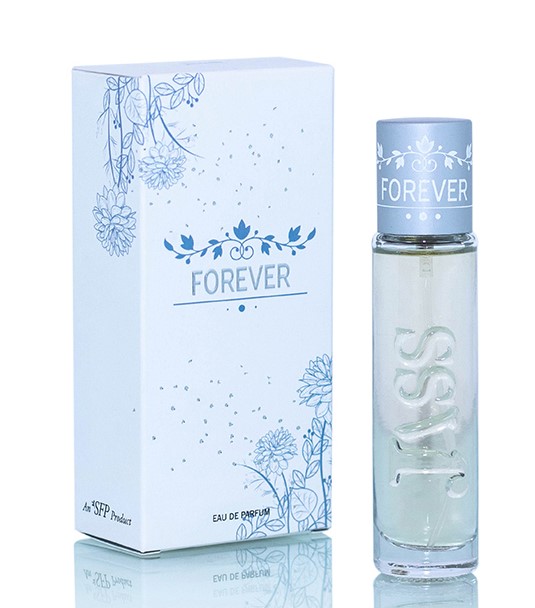 FOREVER
An SFP Product
EAU DE PARFUM
FOREVER
JASS